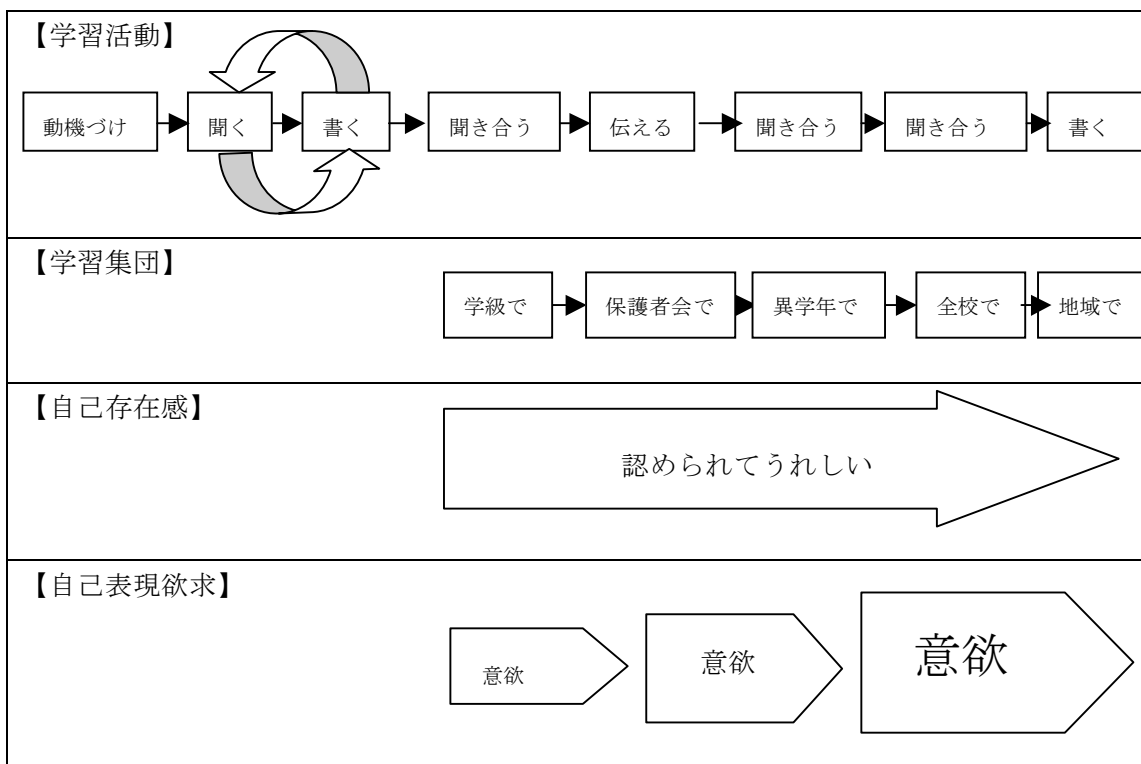 【学習活動】
動機づけ 聞く 書く 聞き合う 伝える 聞き合う 聞き合う 書く
【学習集団】
学級で 保護者会で 異学年で 全校で 地域で
【自己存在感】
認められてうれしい
【自己表現欲求】
意欲 意欲 意欲